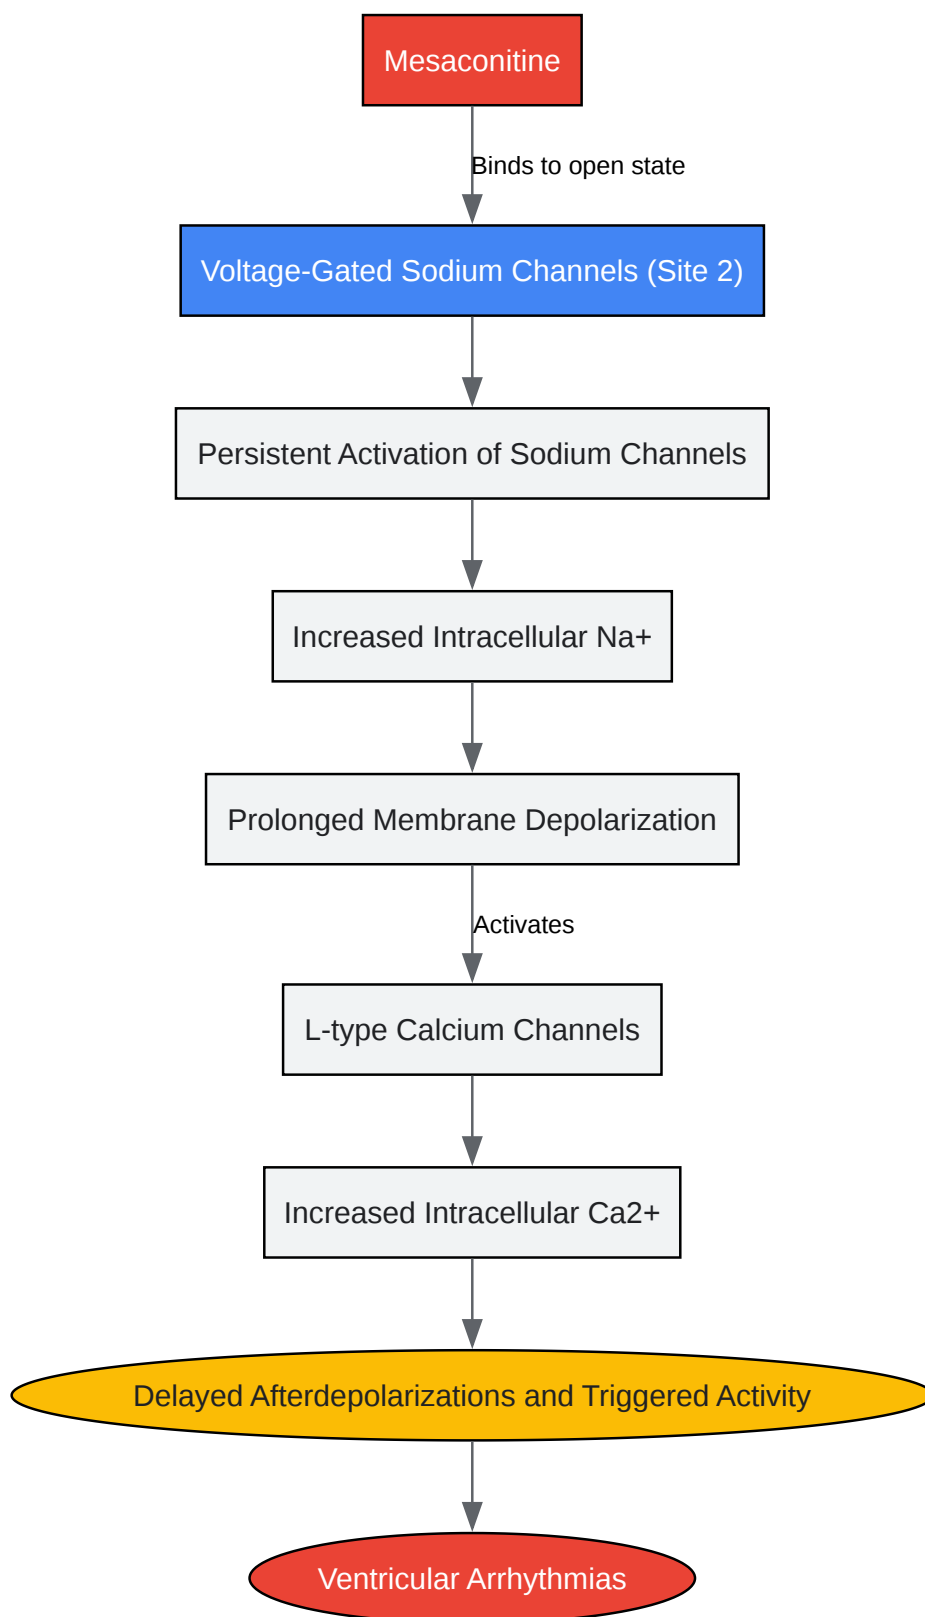 Mesaconitine
Binds to open state
Voltage-Gated Sodium Channels (Site 2)
Persistent Activation of Sodium Channels
Increased Intracellular Na+
Prolonged Membrane Depolarization
Activates
L-type Calcium Channels
Increased Intracellular Ca2+
Delayed Afterdepolarizations and Triggered Activity
Ventricular Arrhythmias